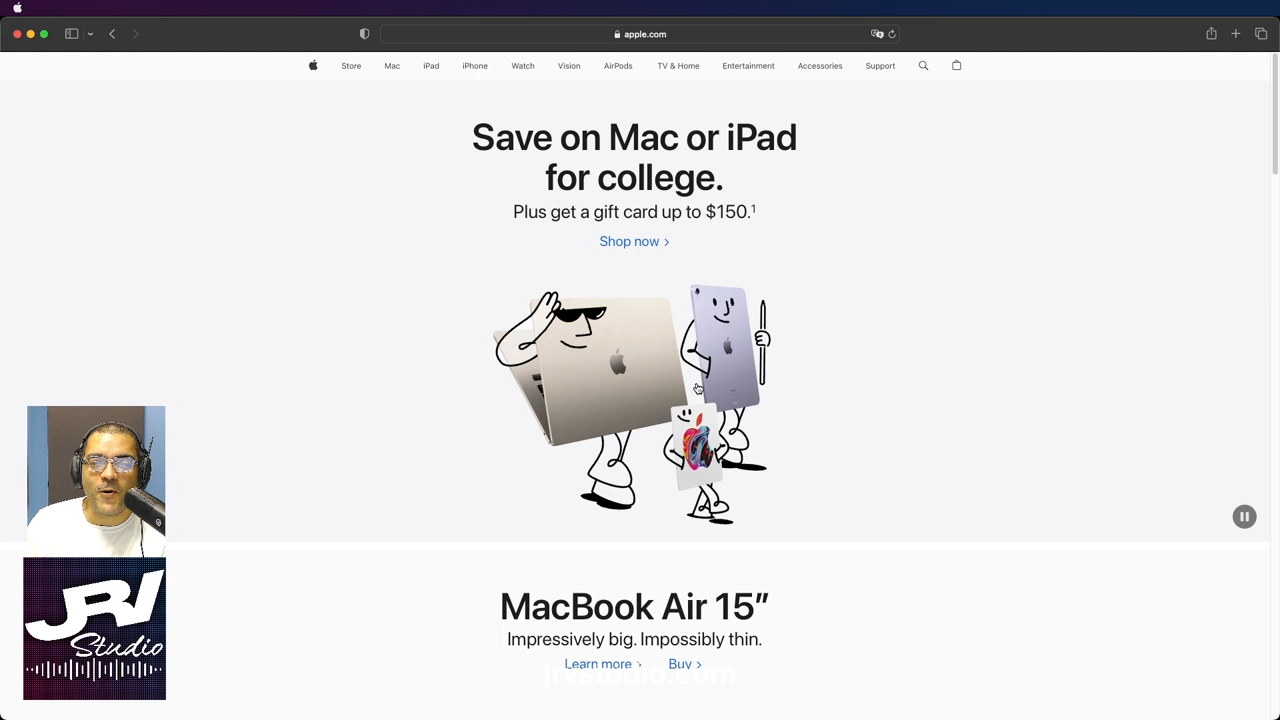 apple.com
Store Mac iPad iPhone Watch Vision AirPods TV & Home Entertainment Accessories Support
Save on Mac or iPad
for college.
Plus get a gift card up to $150.1
Shop now >
MacBook Air 15”
Impressively big. Impossibly thin.
Learn more > Buy >
jrvstudio.com
JRV
Studio